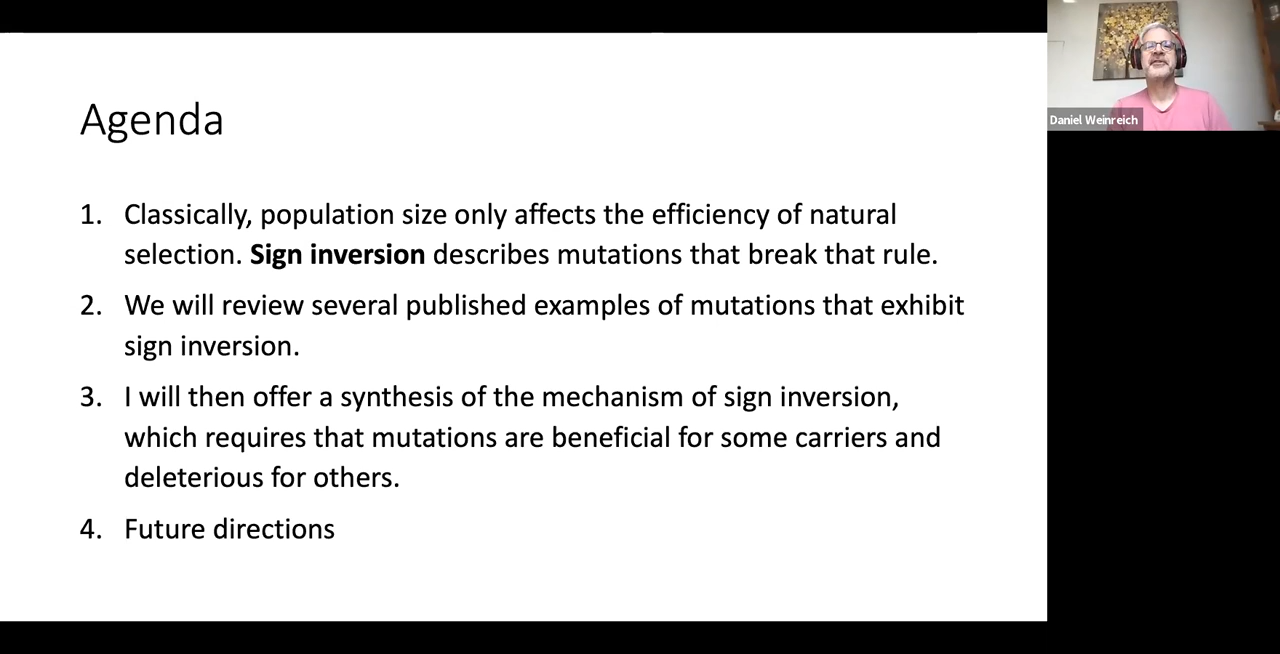 Agenda
1. Classically, population size only affects the efficiency of natural
selection. Sign inversion describes mutations that break that rule.
2. We will review several published examples of mutations that exhibit
sign inversion.
3. I will then offer a synthesis of the mechanism of sign inversion,
which requires that mutations are beneficial for some carriers and
deleterious for others.
4. Future directions
Daniel Weinreich